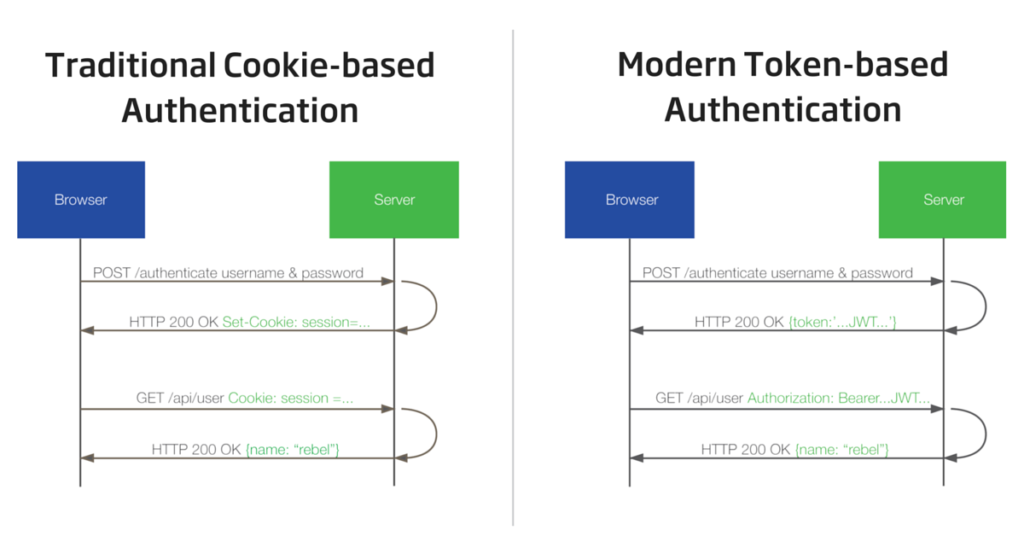 Traditional Cookie-based
Authentication
Browser
Server
POST /authenticate username & password
HTTP 200 OK Set-Cookie: session=...
GET /api/user Cookie: session =...
HTTP 200 OK {name: “rebel”}
Modern Token-based
Authentication
Browser
Server
POST /authenticate username & password
HTTP 200 OK {token:‘...JWT...’}
GET /api/user Authorization: Bearer...JWT...
HTTP 200 OK {name: “rebel”}